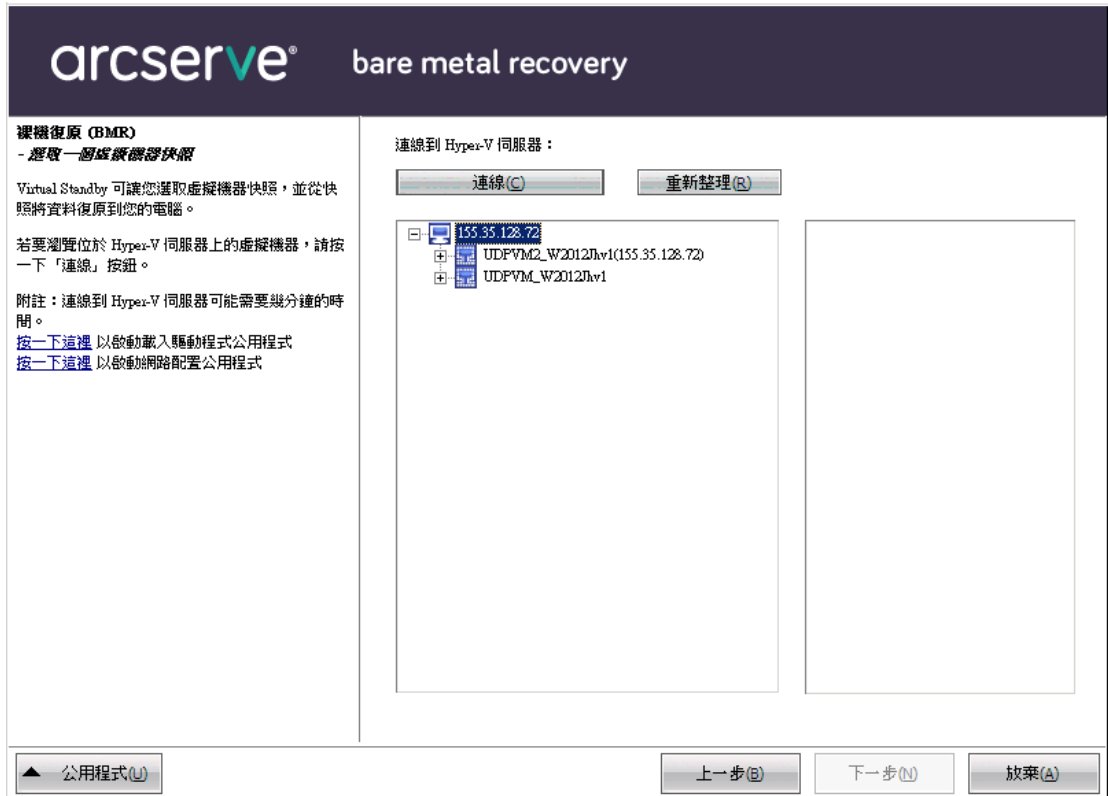 arcserve® bare metal recovery
裸機復原 (BMR)
- 選取一個虛擬機器快照
Virtual Standby 可讓您選取虛擬機器快照，並從快
照將資料復原到您的電腦。
若要瀏覽位於 Hyper-V 伺服器上的虛擬機器，請按
一下「連線」按鈕。
附註：連線到 Hyper-V 伺服器可能需要幾分鐘的時
間。
按一下這裡 以啟動載入驅動程式公用程式
按一下這裡 以啟動網路配置公用程式
連線到 Hyper-V 伺服器：
連線(C) 重新整理(R)
155.35.128.72
UDPVM2_W2012Jhv1(155.35.128.72)
UDPVM_W2012Jhv1
公用程式(U) 上一步(B) 下一步(N) 放棄(A)